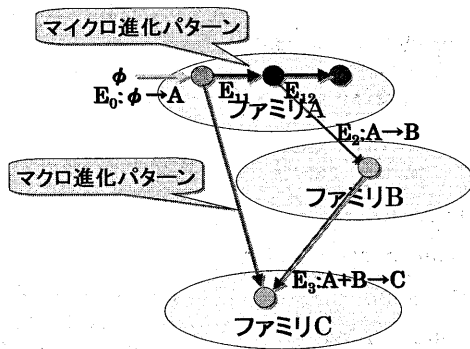 マイクロ進化パターン
φ
E₀:φ→A
E₁₁
E₁₂
ファミリA
E₂:A→B
マクロ進化パターン
ファミリB
E₃:A+B→C
ファミリC